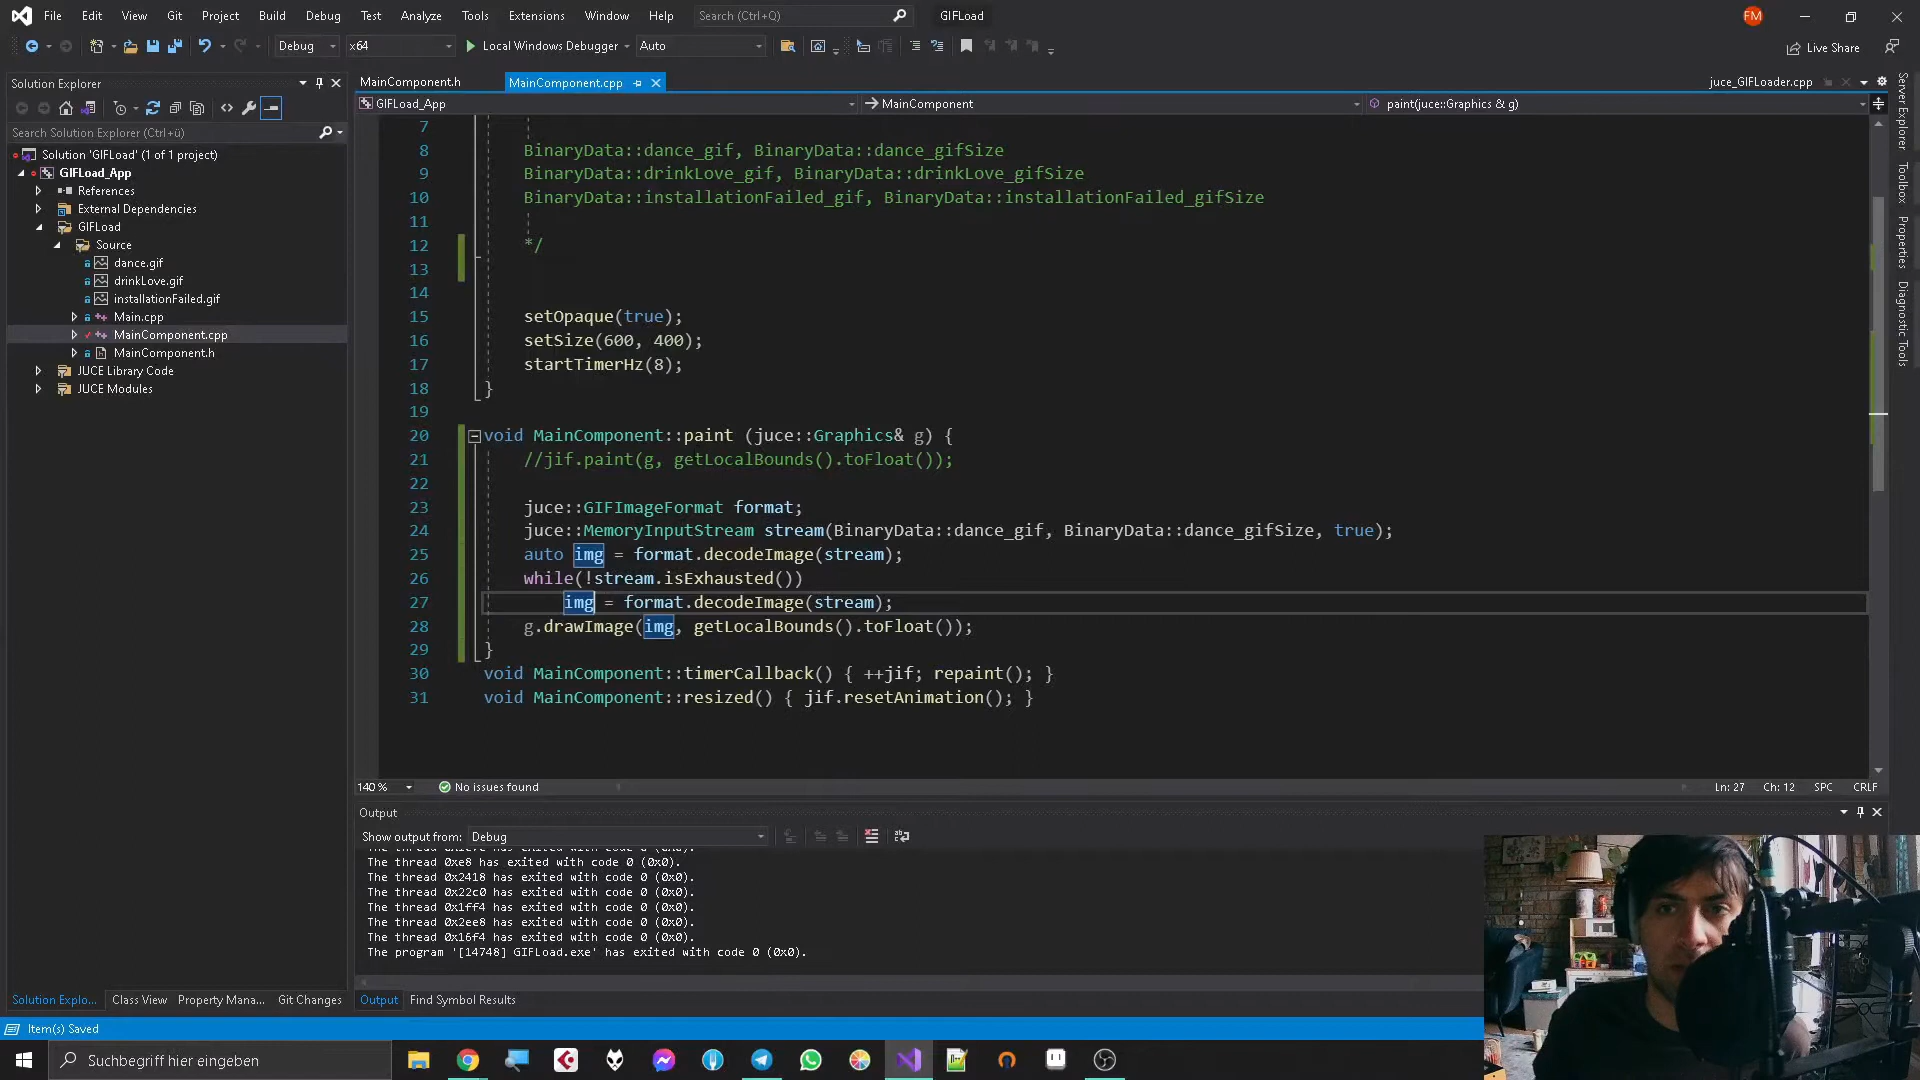 File Edit View Git Project Build Debug Test Analyze Tools Extensions Window Help Search (Ctrl+Q) GIFLoad FM
Debug x64 Local Windows Debugger Auto Live Share
Solution Explorer
Search Solution Explorer (Ctrl+ü)
Solution 'GIFLoad' (1 of 1 project)
GIFLoad_App
References
External Dependencies
GIFLoad
Source
dance.gif
drinkLove.gif
installationFailed.gif
Main.cpp
MainComponent.cpp
MainComponent.h
JUCE Library Code
JUCE Modules
Solution Explo... Class View Property Mana... Git Changes
MainComponent.h MainComponent.cpp juce_GIFLoader.cpp
GIFLoad_App MainComponent paint(juce::Graphics & g)
7
8 BinaryData::dance_gif, BinaryData::dance_gifSize
9 BinaryData::drinkLove_gif, BinaryData::drinkLove_gifSize
10 BinaryData::installationFailed_gif, BinaryData::installationFailed_gifSize
11
12 */
13
14
15 setOpaque(true);
16 setSize(600, 400);
17 startTimerHz(8);
18 }
19
20 void MainComponent::paint (juce::Graphics& g) {
21 //jif.paint(g, getLocalBounds().toFloat());
22
23 juce::GIFImageFormat format;
24 juce::MemoryInputStream stream(BinaryData::dance_gif, BinaryData::dance_gifSize, true);
25 auto img = format.decodeImage(stream);
26 while(!stream.isExhausted())
27 img = format.decodeImage(stream);
28 g.drawImage(img, getLocalBounds().toFloat());
29 }
30 void MainComponent::timerCallback() { ++jif; repaint(); }
31 void MainComponent::resized() { jif.resetAnimation(); }
140 % No issues found Ln: 27 Ch: 12 SPC CRLF
Output
Show output from: Debug
The thread 0xe8 has exited with code 0 (0x0).
The thread 0x2418 has exited with code 0 (0x0).
The thread 0x22c0 has exited with code 0 (0x0).
The thread 0x1ff4 has exited with code 0 (0x0).
The thread 0x2ee8 has exited with code 0 (0x0).
The thread 0x16f4 has exited with code 0 (0x0).
The program '[14748] GIFLoad.exe' has exited with code 0 (0x0).
Output Find Symbol Results
Server Explorer
Toolbox
Properties
Diagnostic Tools
Item(s) Saved
Suchbegriff hier eingeben